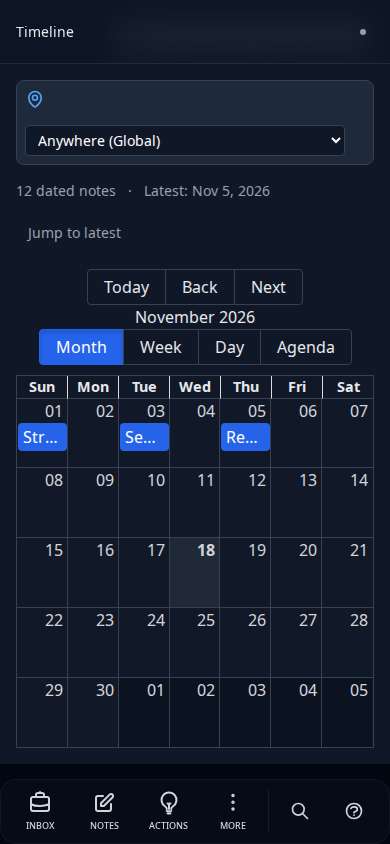 Timeline
Anywhere (Global)
12 dated notes · Latest: Nov 5, 2026
Jump to latest
Today Back Next
November 2026
Month Week Day Agenda
Sun Mon Tue Wed Thu Fri Sat
01 02 03 04 05 06 07
Str... Se... Re...
08 09 10 11 12 13 14
15 16 17 18 19 20 21
22 23 24 25 26 27 28
29 30 01 02 03 04 05
INBOX NOTES ACTIONS MORE